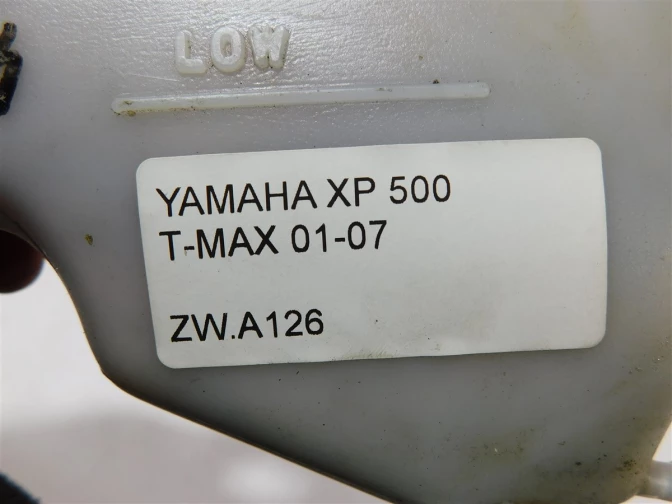 LOW
YAMAHA XP 500
T-MAX 01-07
ZW.A126